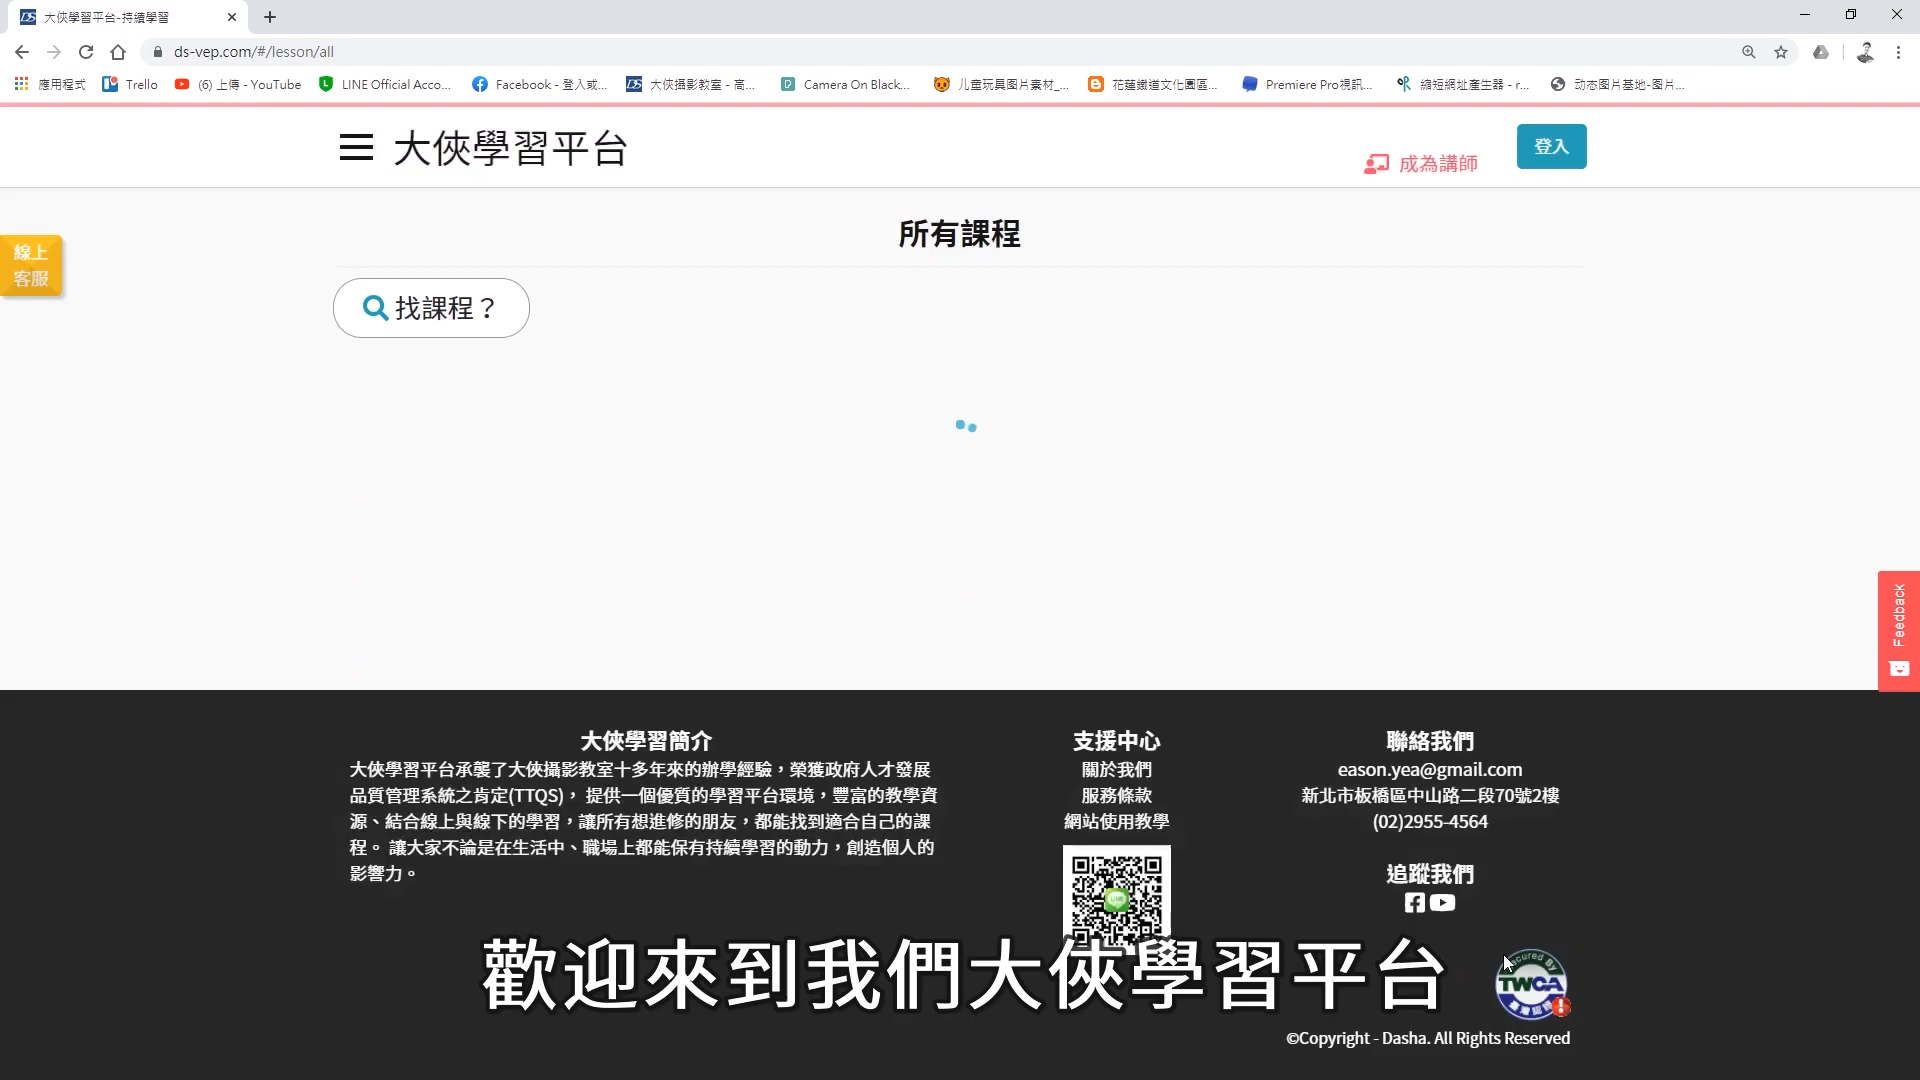 大俠學習平台-持續學習
ds-vep.com/#/lesson/all
應用程式 Trello (6) 上傳 - YouTube LINE Official Acco... Facebook - 登入或... 大俠攝影教室 - 高... Camera On Black... 儿童玩具图片素材_... 花蓮鐵道文化園區... Premiere Pro視訊... 縮短網址產生器 - r... 动态图片基地-图片...
大俠學習平台
成為講師
登入
所有課程
線上
客服
找課程？
Feedback
大俠學習簡介
大俠學習平台承襲了大俠攝影教室十多年來的辦學經驗，榮獲政府人才發展
品質管理系統之肯定(TTQS)， 提供一個優質的學習平台環境，豐富的教學資
源、結合線上與線下的學習，讓所有想進修的朋友，都能找到適合自己的課
程。 讓大家不論是在生活中、職場上都能保有持續學習的動力，創造個人的
影響力。
支援中心
關於我們
服務條款
網站使用教學
LINE
聯絡我們
eason.yea@gmail.com
新北市板橋區中山路二段70號2樓
(02)2955-4564
追蹤我們
歡迎來到我們大俠學習平台
Secured By
TWCA
©Copyright - Dasha. All Rights Reserved